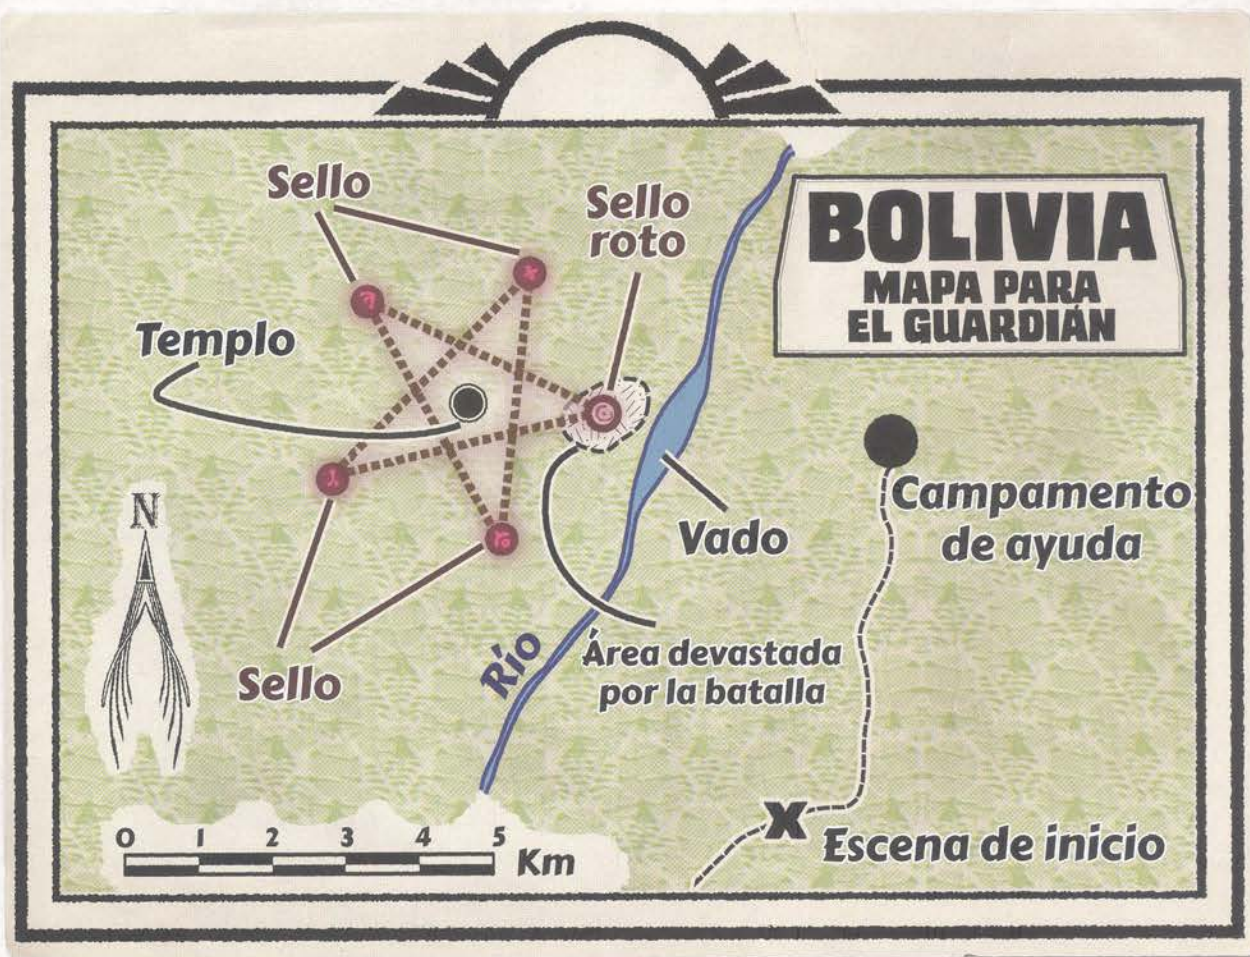 BOLIVIA
MAPA PARA
EL GUARDIÁN
Sello
Sello
roto
Templo
Campamento
de ayuda
Vado
N
Río
Área devastada
por la batalla
Sello
0 1 2 3 4 5
Km
X
Escena de inicio